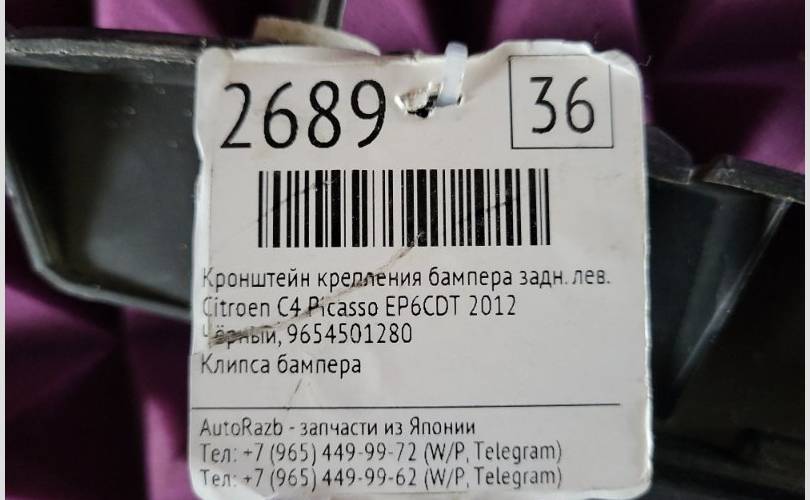 2689
36
Кронштейн крепления бампера задн. лев.
Citroen C4 Picasso EP6CDT 2012
Чёрный, 9654501280
Клипса бампера
AutoRazb - запчасти из Японии
Тел: +7 (965) 449-99-72 (W/P, Telegram)
Тел: +7 (965) 449-99-62 (W/P, Telegram)